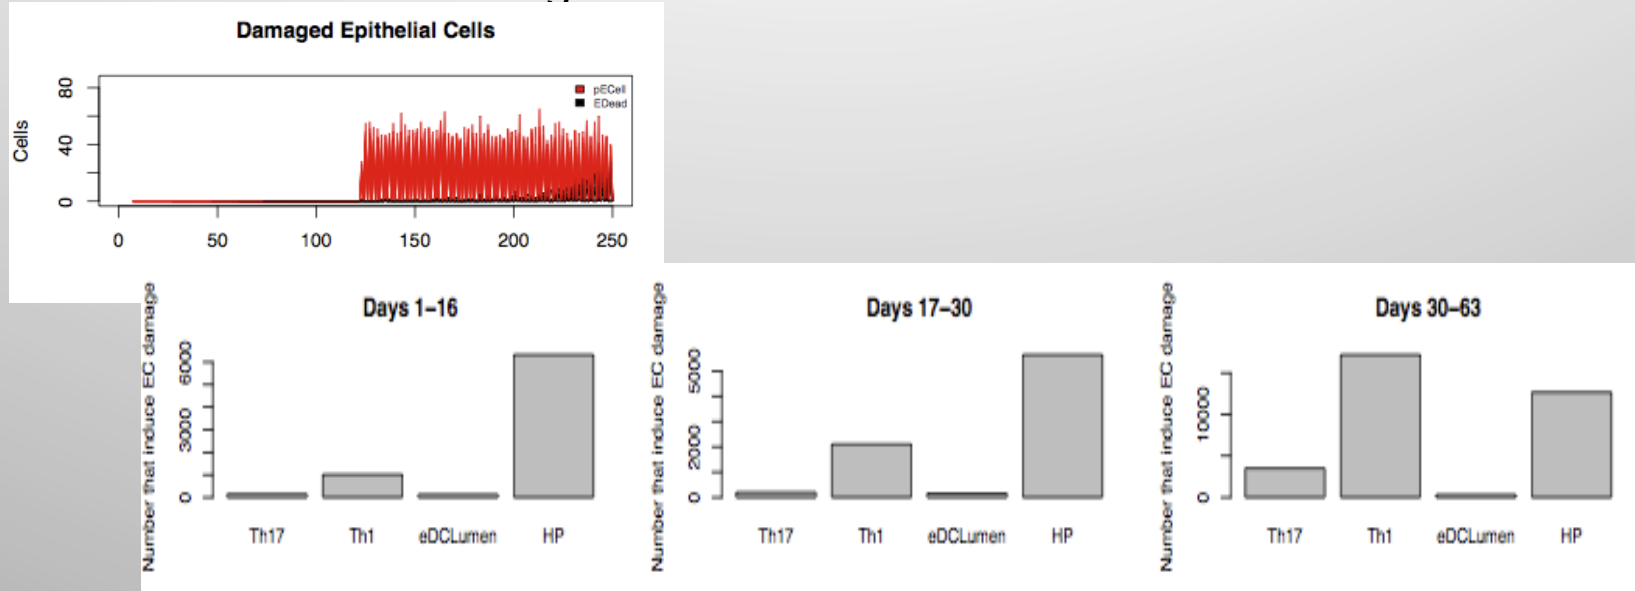 Damaged Epithelial Cells
Cells
80
40
0
pECell
EDead
0 50 100 150 200 250
Days 1–16
Number that induce EC damage
6000
3000
0
Th17 Th1 eDCLumen HP
Days 17–30
Number that induce EC damage
5000
2000
0
Th17 Th1 eDCLumen HP
Days 30–63
Number that induce EC damage
10000
0
Th17 Th1 eDCLumen HP